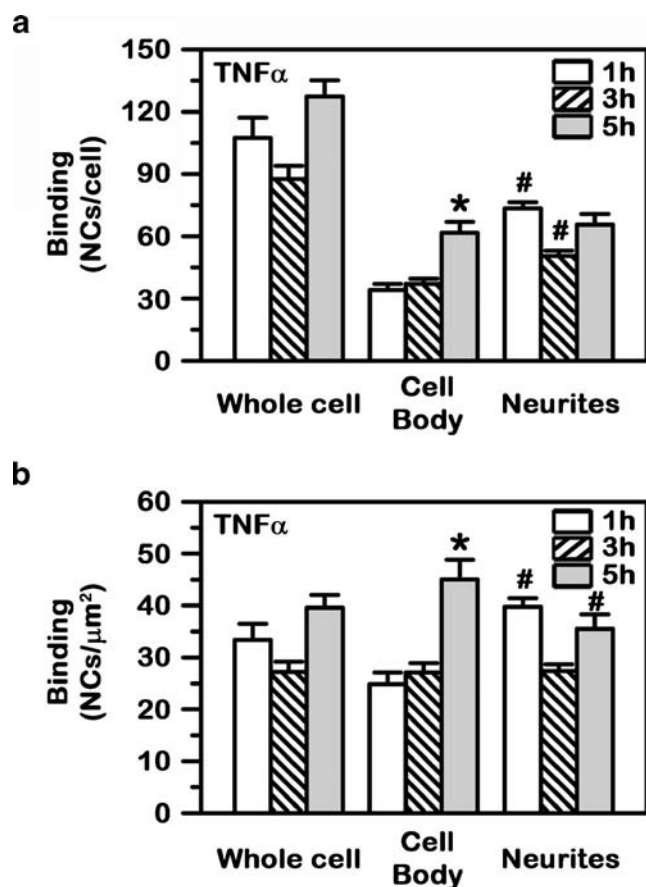 a
TNFα
1h
3h
5h
Binding
(NCs/cell)
150
120
90
60
30
0
*
#
#
Whole cell
Cell
Body
Neurites
b
TNFα
1h
3h
5h
Binding
(NCs/μm²)
60
50
40
30
20
10
0
*
#
#
Whole cell
Cell
Body
Neurites